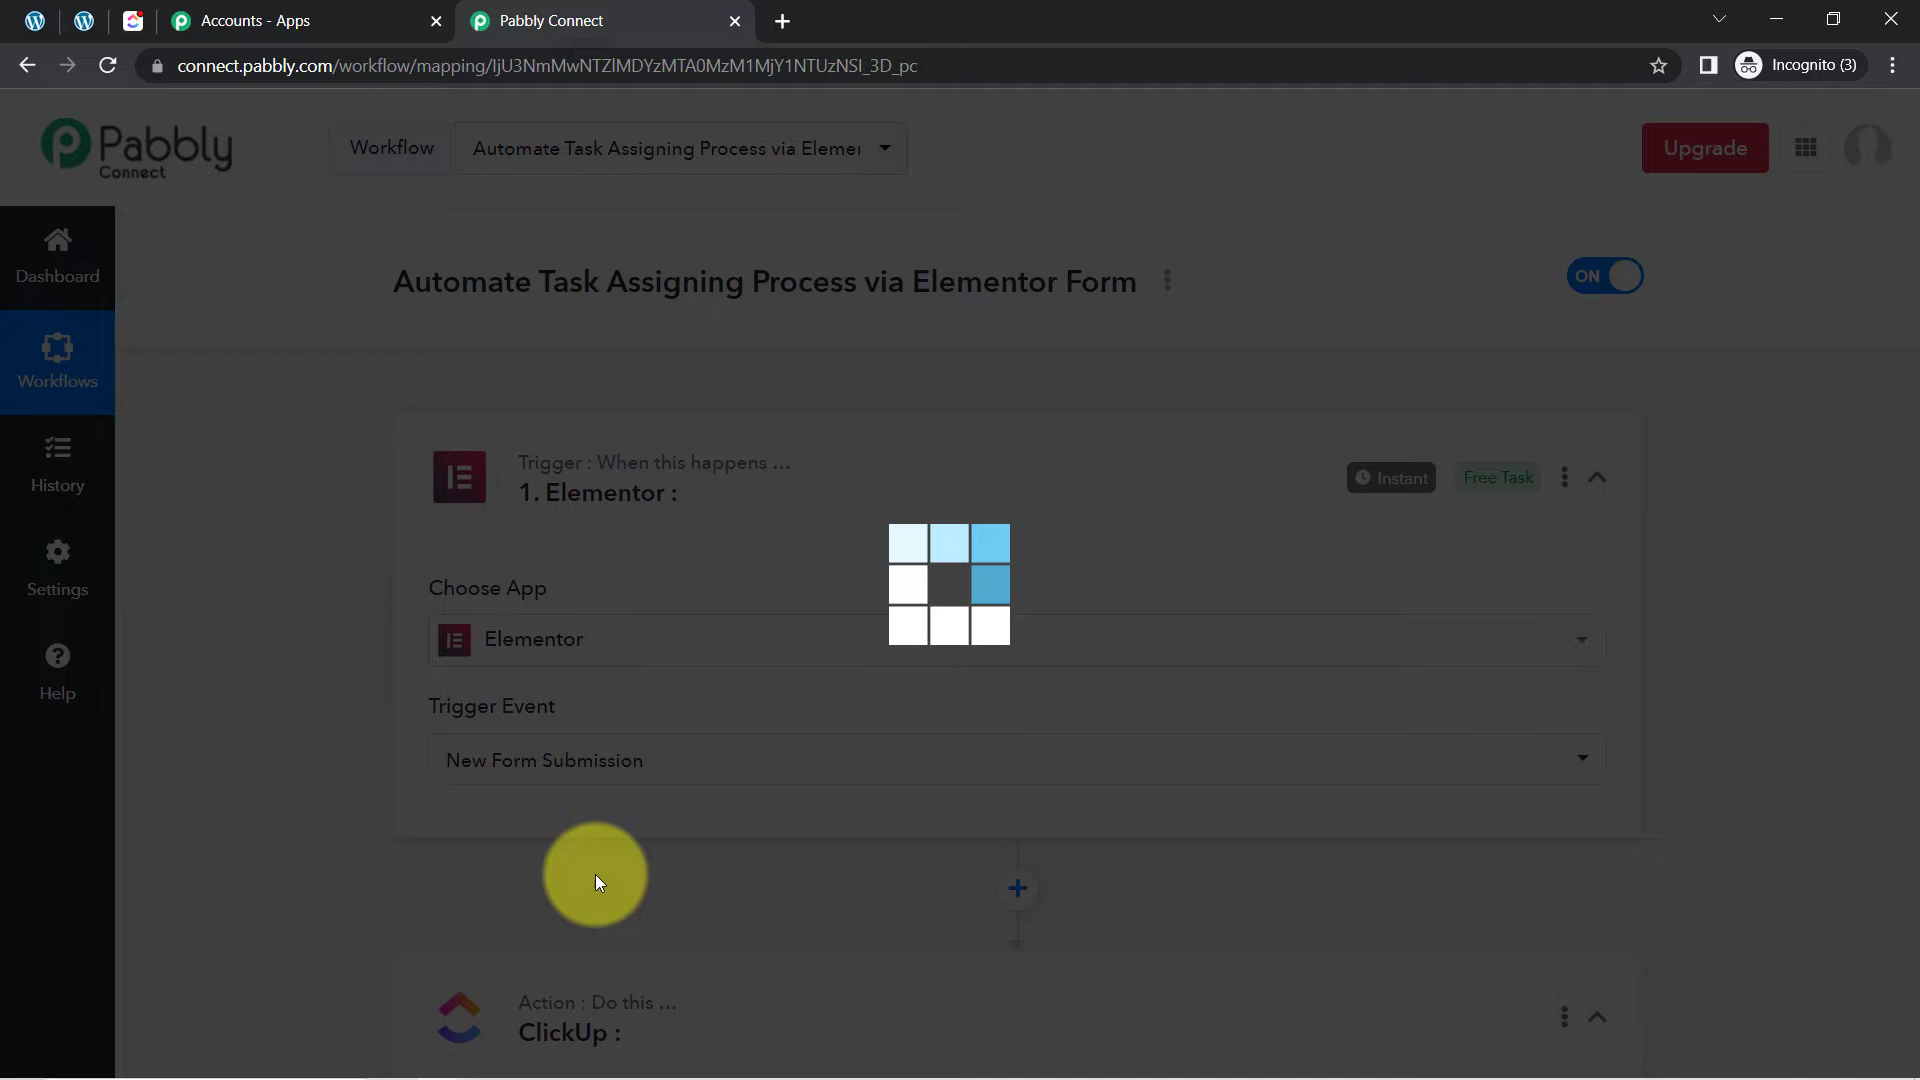 Accounts - Apps
Pabbly Connect
connect.pabbly.com/workflow/mapping/IjU3NmMwNTZlMDYzMTA0MzM1MjY1NTUzNSI_3D_pc
Incognito (3)
Pabbly
Connect
Workflow
Automate Task Assigning Process via Elemen
Upgrade
Dashboard
Automate Task Assigning Process via Elementor Form
ON
Workflows
Trigger : When this happens ...
1. Elementor :
Instant
Free Task
History
Choose App
Settings
Elementor
Trigger Event
Help
New Form Submission
Action : Do this ...
ClickUp :